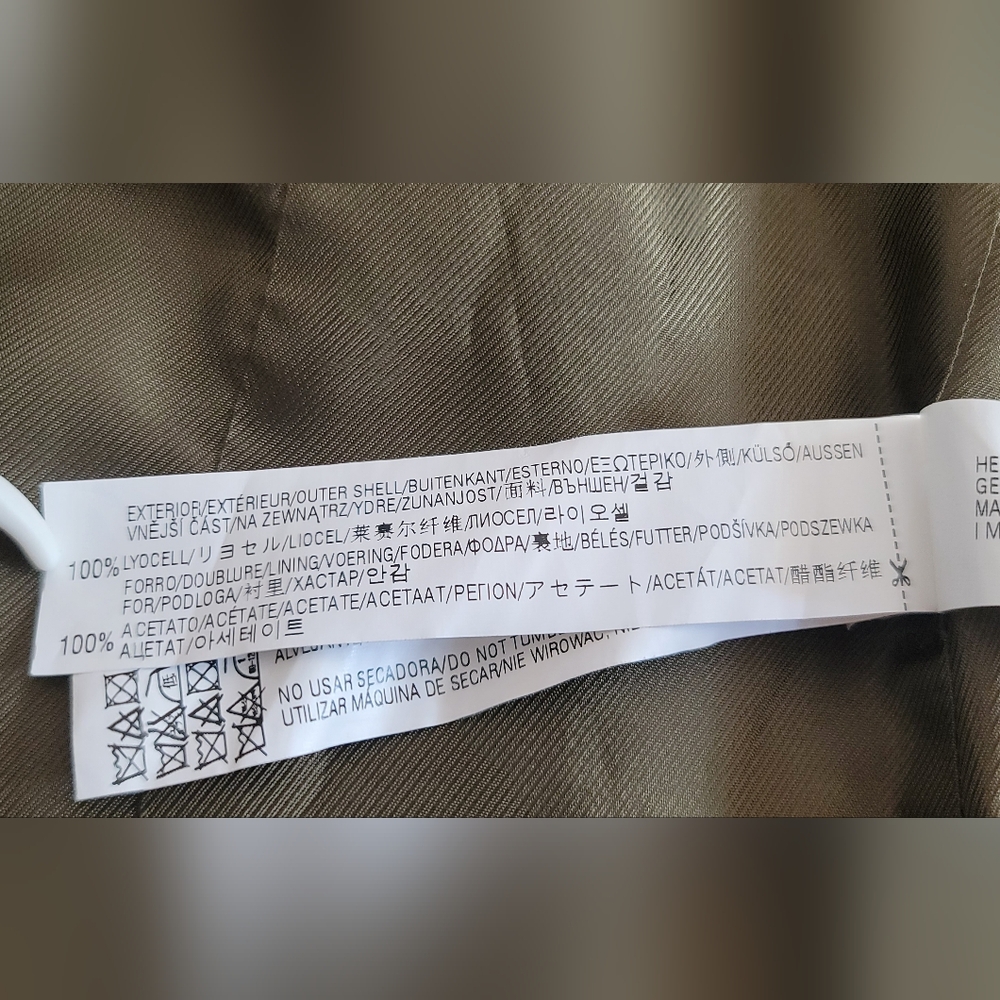 EXTERIOR/EXTÉRIEUR/OUTER SHELL/BUITENKANT/ESTERNO/ΕΞΩΤΕΡΙΚΟ/外側/KÜLSŐ/AUSSEN
VNĚJŠÍ ČÁST/NA ZEWNĄTRZ/YDRE/ZUNANJOST/面料/ВЪНШЕН/겉감
100% LYOCELL/リヨセル/LIOCEL/莱赛尔纤维/ЛИОСЕЛ/라이오셀
FORRO/DOUBLURE/LINING/VOERING/FODERA/ΦΟΔΡΑ/裏地/BÉLÉS/FUTTER/PODŠÍVKA/PODSZEWKA
FOR/PODLOGA/衬里/ХАСТАР/안감
100% ACETATO/ACÉTATE/ACETATE/ACETAAT/ΡΕΓΙΟΝ/アセテート/ACETÁT/ACETAT/醋酯纤维
АЦЕТАТ/아세테이트
NO USAR SECADORA/DO NOT TUMB
UTILIZAR MÁQUINA DE SECAR/NIE WIROWAĆ,
HE
GE
MA
I M